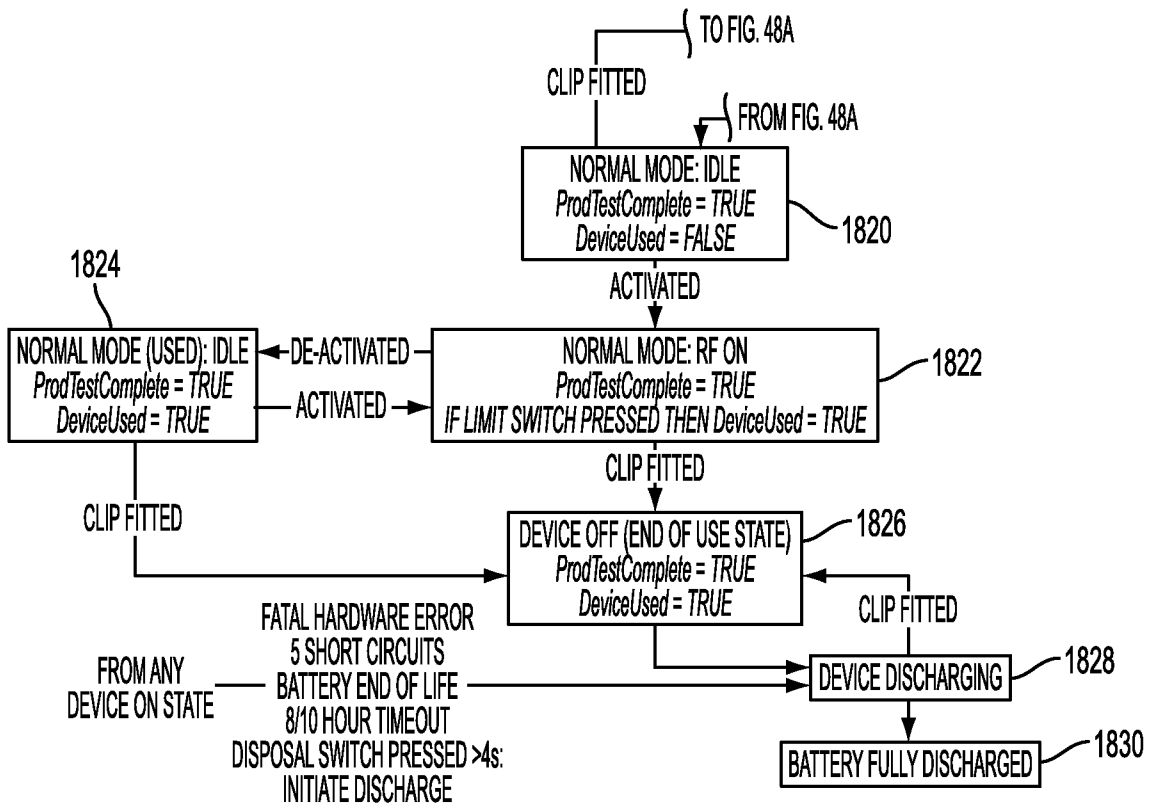 TO FIG. 48A
CLIP FITTED
FROM FIG. 48A
NORMAL MODE: IDLE
ProdTestComplete = TRUE
DeviceUsed = FALSE
1820
ACTIVATED
1824
NORMAL MODE (USED): IDLE
ProdTestComplete = TRUE
DeviceUsed = TRUE
DE-ACTIVATED
ACTIVATED
NORMAL MODE: RF ON
ProdTestComplete = TRUE
IF LIMIT SWITCH PRESSED THEN DeviceUsed = TRUE
1822
CLIP FITTED
CLIP FITTED
DEVICE OFF (END OF USE STATE)
ProdTestComplete = TRUE
DeviceUsed = TRUE
1826
CLIP FITTED
FROM ANY
DEVICE ON STATE
FATAL HARDWARE ERROR
5 SHORT CIRCUITS
BATTERY END OF LIFE
8/10 HOUR TIMEOUT
DISPOSAL SWITCH PRESSED >4s:
INITIATE DISCHARGE
DEVICE DISCHARGING
1828
BATTERY FULLY DISCHARGED
1830